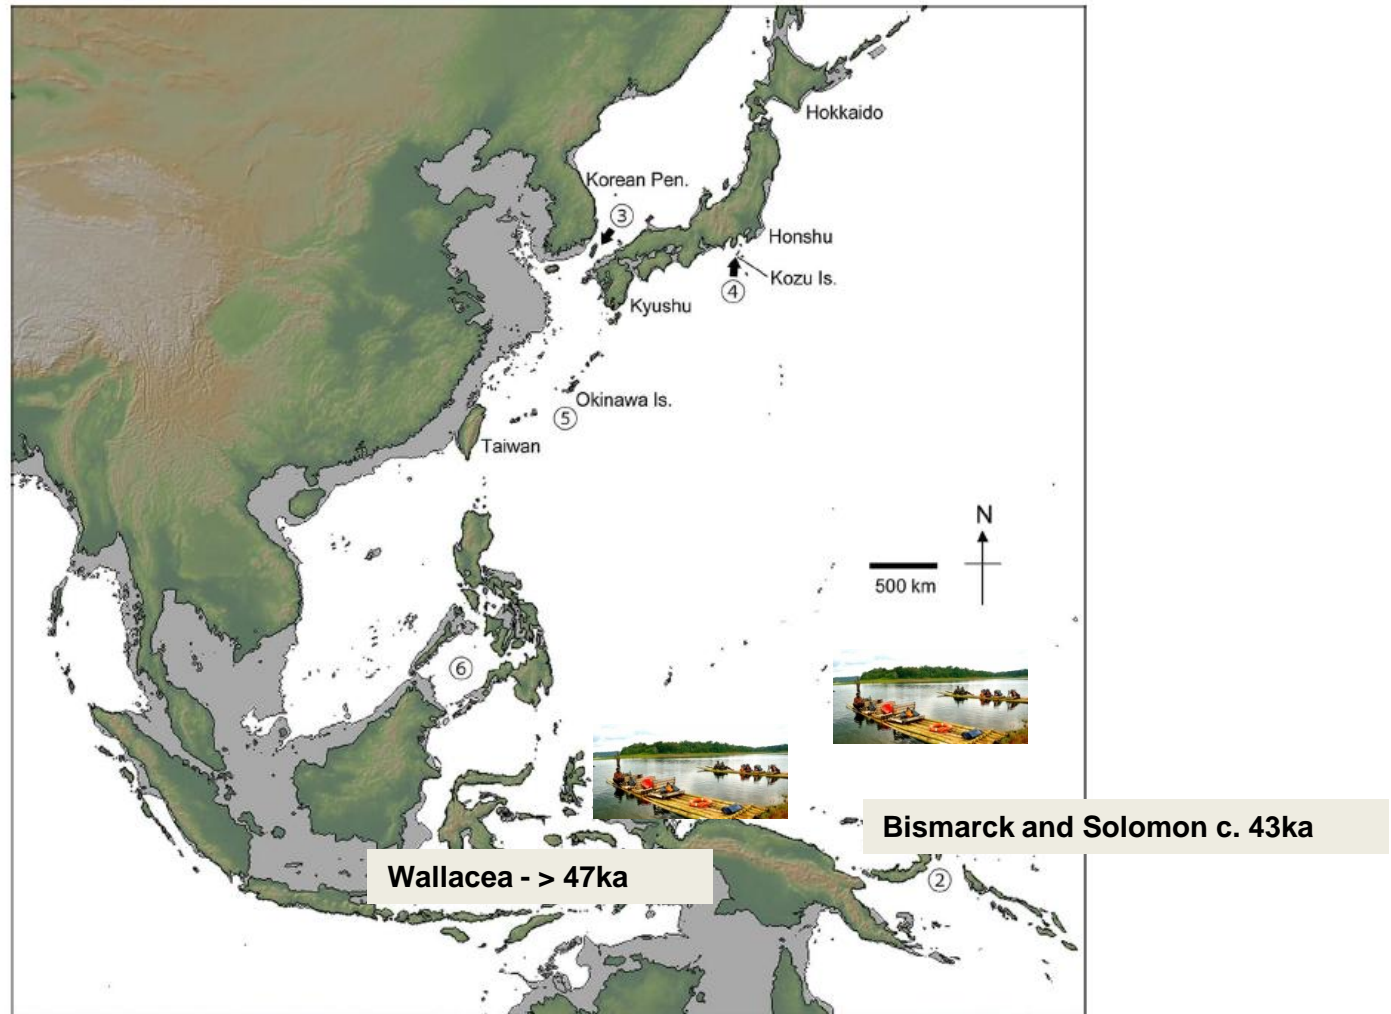 Hokkaido
Korean Pen.
③
Honshu
Kozu Is.
④
Kyushu
Okinawa Is.
⑤
Taiwan
N
500 km
⑥
Bismarck and Solomon c. 43ka
Wallacea - > 47ka
②